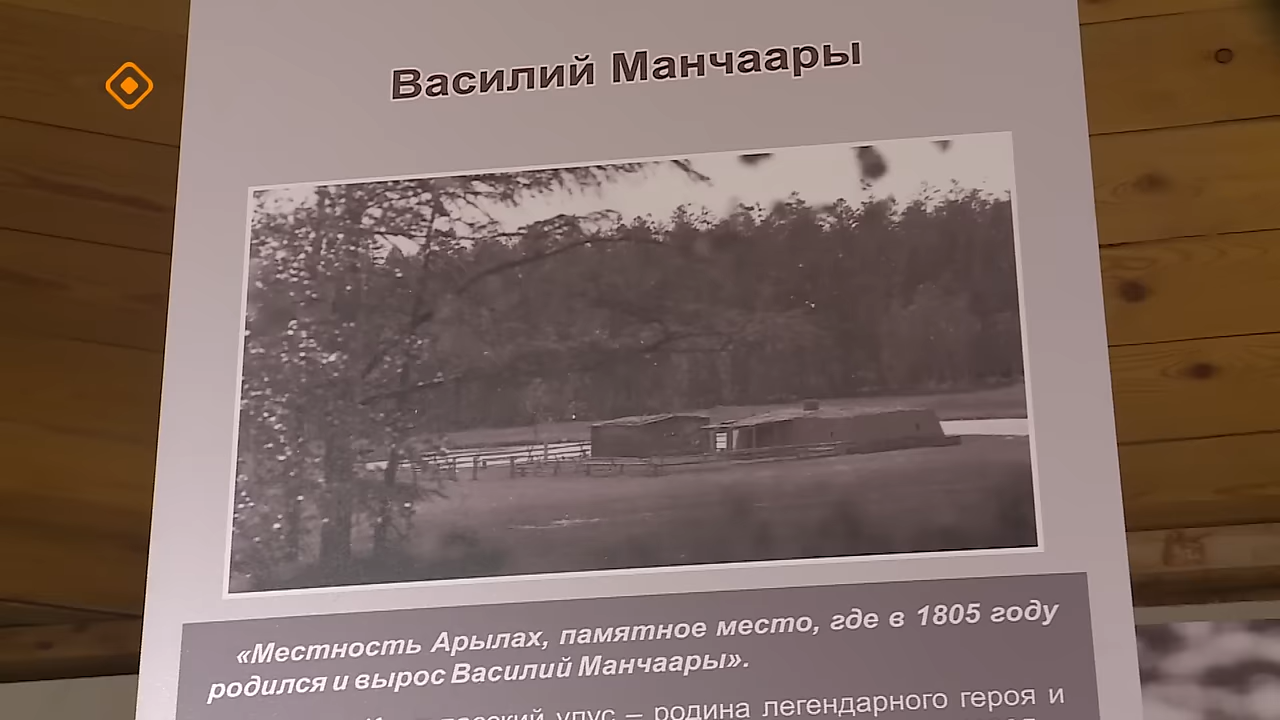 Василий Манчаары
«Местность Арылах, памятное место, где в 1805 году
родился и вырос Василий Манчаары».
улус – родина легендарного героя и